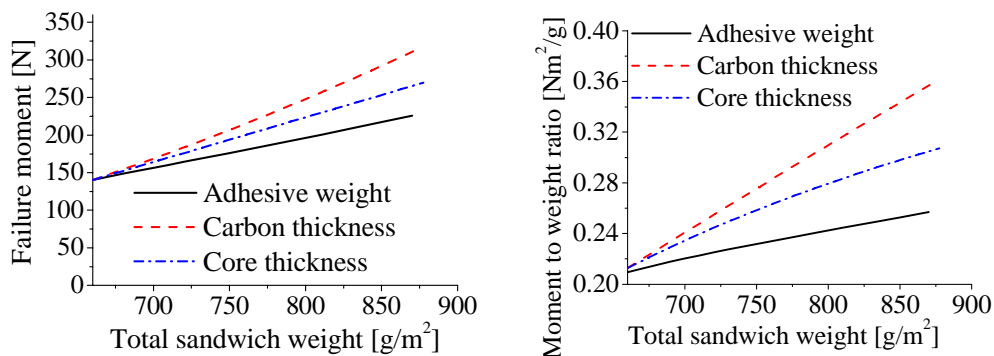 Failure moment [N]
350
300
250
200
150
100
50
0
Adhesive weight
Carbon thickness
Core thickness
700 750 800 850 900
Total sandwich weight [g/m²]
Moment to weight ratio [Nm²/g]
0.40
0.36
0.32
0.28
0.24
0.20
Adhesive weight
Carbon thickness
Core thickness
700 750 800 850 900
Total sandwich weight [g/m²]